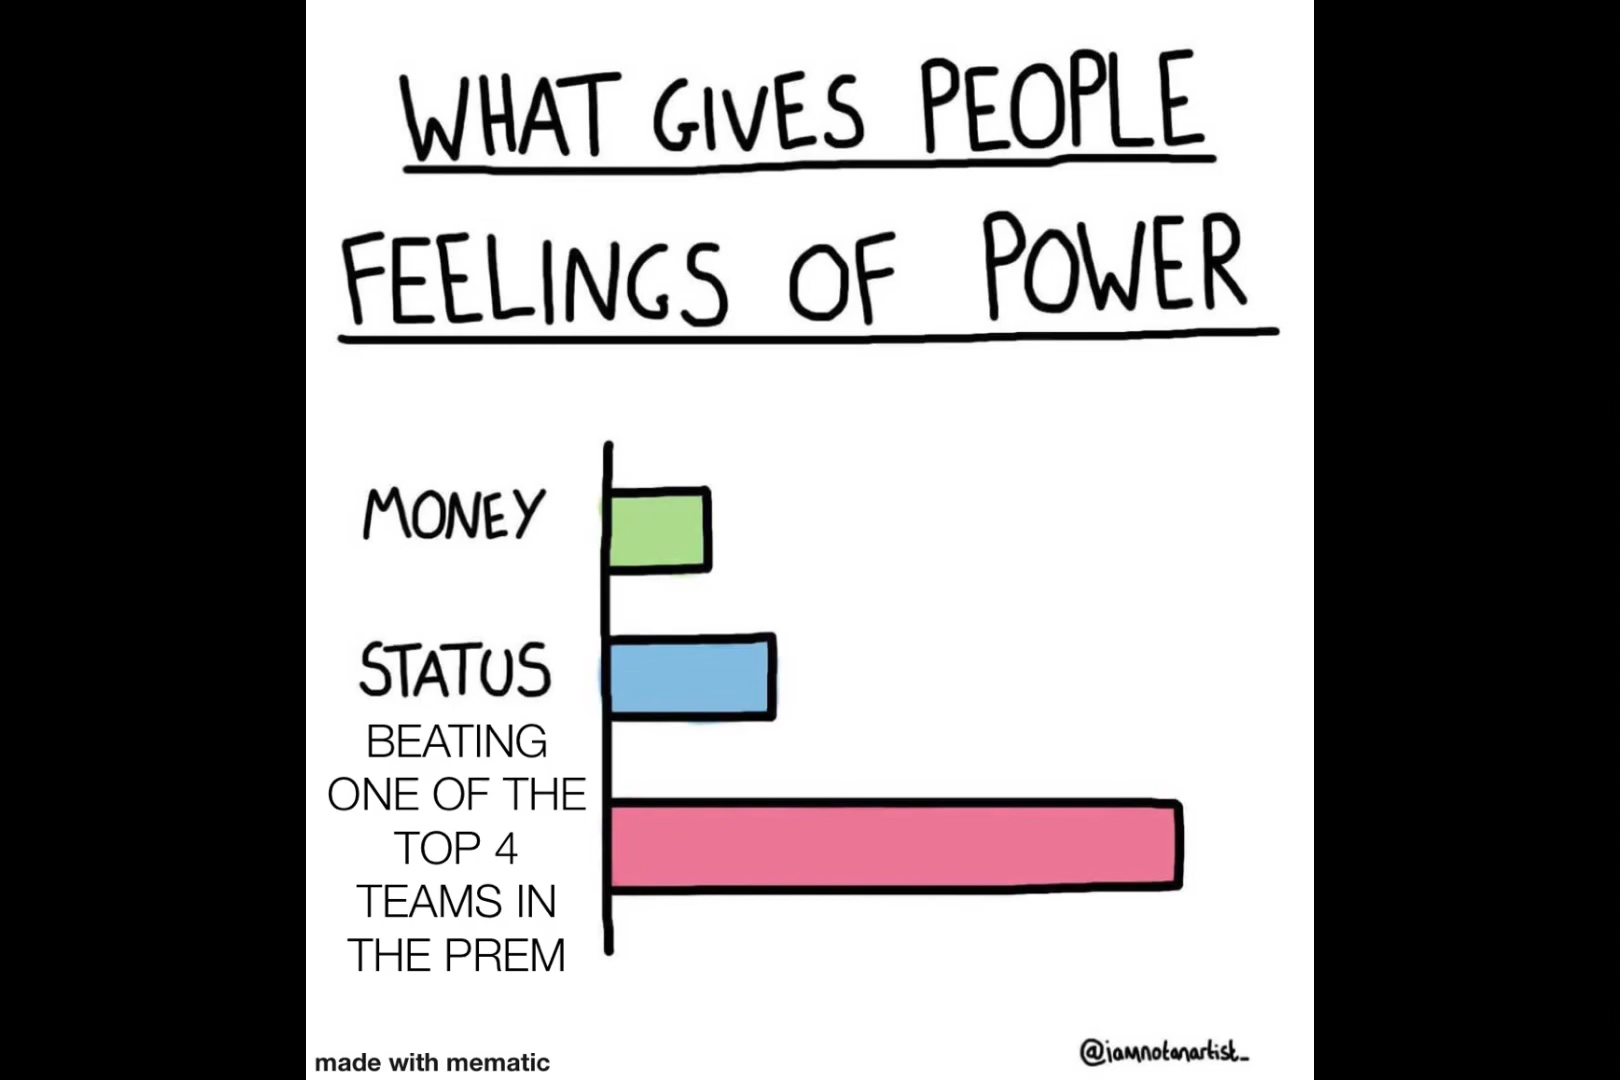 WHAT GIVES PEOPLE
FEELINGS OF POWER
MONEY
STATUS
BEATING
ONE OF THE
TOP 4
TEAMS IN
THE PREM
made with mematic
@iamnotanartist_